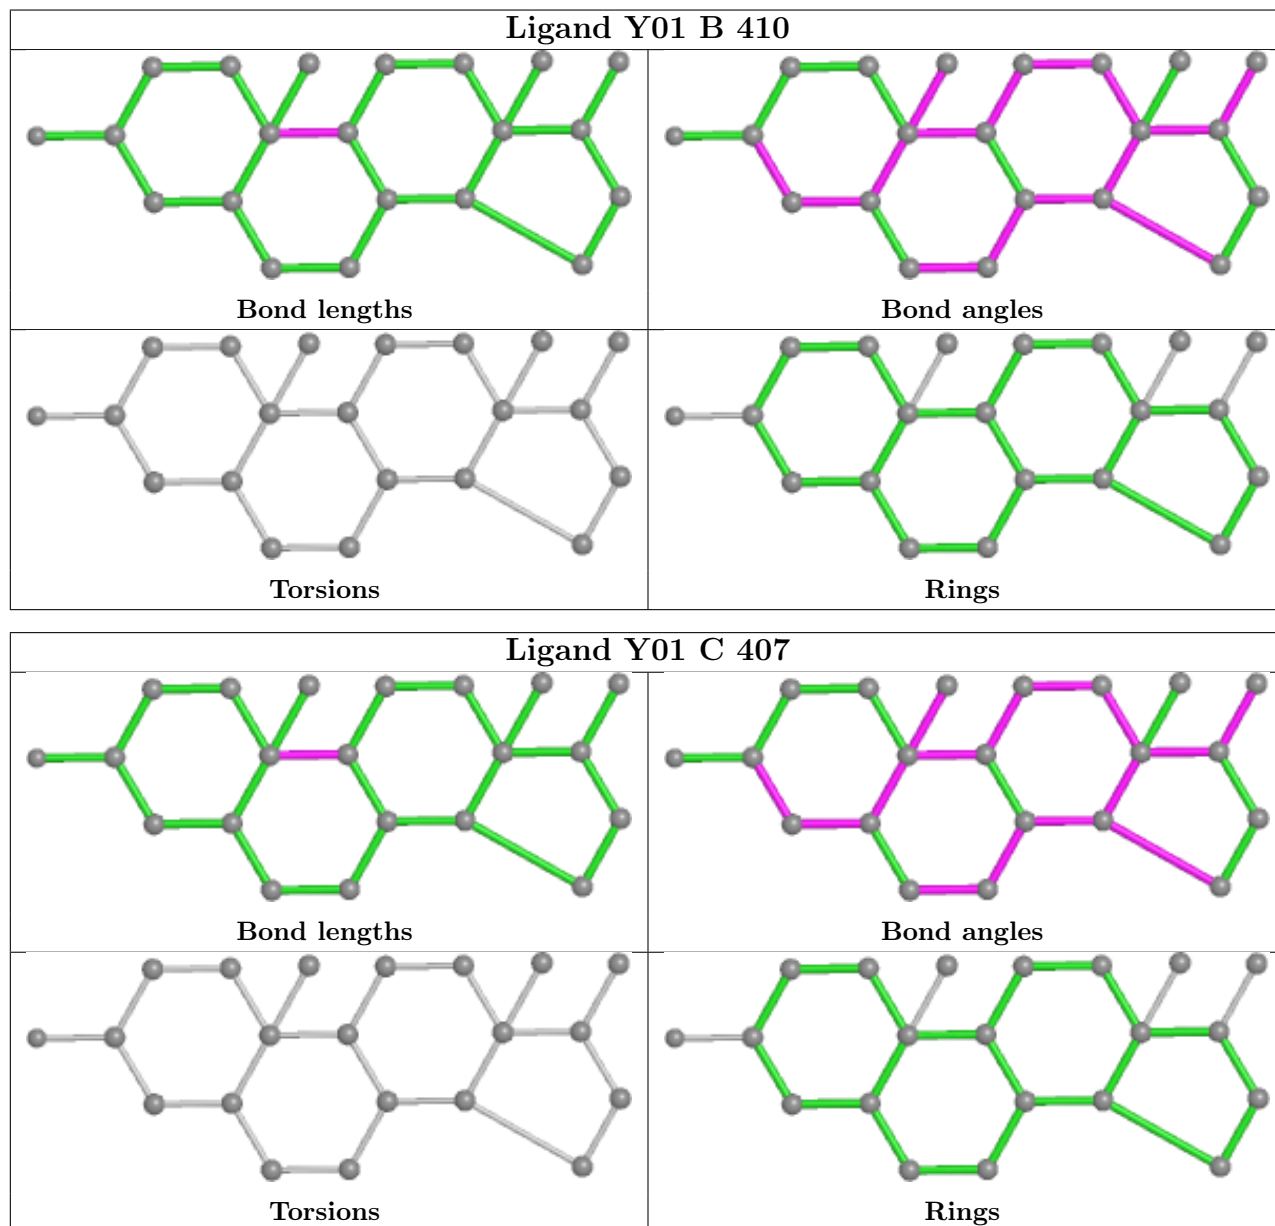 Ligand Y01 B 410
Bond lengths
Bond angles
Torsions
Rings
Ligand Y01 C 407
Bond lengths
Bond angles
Torsions
Rings